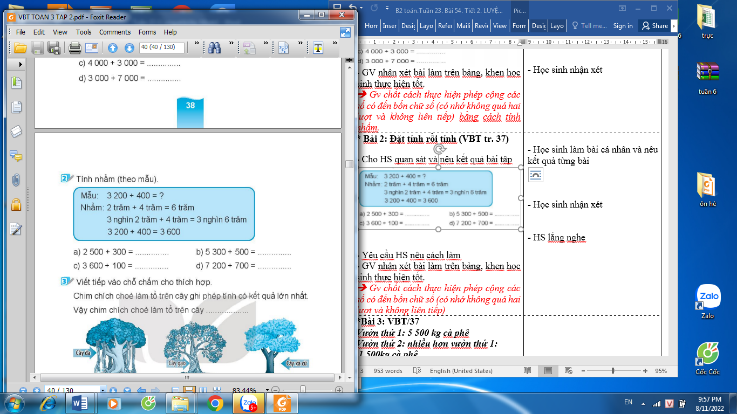 VBT TOAN 3 TAP 2.pdf - Foxit Reader
File Edit View Tools Comments Forms Help
40 (40 / 130)
c) 4 000 + 3 000 = ...............
d) 3 000 + 7 000 = ...............
38
2 Tính nhẩm (theo mẫu).
Mẫu: 3 200 + 400 = ?
Nhẩm: 2 trăm + 4 trăm = 6 trăm
3 nghìn 2 trăm + 4 trăm = 3 nghìn 6 trăm
3 200 + 400 = 3 600
a) 2 500 + 300 = ...............
b) 5 300 + 500 = ...............
c) 3 600 + 100 = ...............
d) 7 200 + 700 = ...............
3 Viết tiếp vào chỗ chấm cho thích hợp.
Chim chích choè làm tổ trên cây ghi phép tính có kết quả lớn nhất.
Vậy chim chích choè làm tổ trên cây ...................
40 / 130
83.44%
B2 toán.Tuần 23. Bài 54. Tiết 2. LUYỆ...
Pic...
Hom Inser Desig Layo Refer Maili Revie View Form Desig Layo Tell me... Sign in Share
c) 4 000 + 3 000 = ...............
d) 3 000 + 7 000 = ...............
- GV nhận xét bài làm trên bảng, khen học
sinh thực hiện tốt.
Gv chốt cách thực hiện phép cộng các
số có đến bốn chữ số (có nhớ không quá hai
lượt và không liên tiếp) bằng cách tính
nhẩm.
- Học sinh nhận xét
* Bài 2: Đặt tính rồi tính (VBT tr. 37)
- Cho HS quan sát và nêu kết quả bài tập
Mẫu: 3 200 + 400 = ?
Nhẩm: 2 trăm + 4 trăm = 6 trăm
3 nghìn 2 trăm + 4 trăm = 3 nghìn 6 trăm
3 200 + 400 = 3 600
a) 2 500 + 300 = ............
b) 5 300 + 500 = ............
c) 3 600 + 100 = ............
d) 7 200 + 700 = ............
- Học sinh làm bài cá nhân và nêu
kết quả từng bài
- Học sinh nhận xét
- HS lắng nghe
- Yêu cầu HS nêu cách làm
- GV nhận xét bài làm trên bảng, khen học
sinh thực hiện tốt.
Gv chốt cách thực hiện phép cộng các
số có đến bốn chữ số (có nhớ không quá hai
lượt và không liên tiếp)
*Bài 3: VBT/37
Vườn thứ 1: 5 500 kg cà phê
Vườn thứ 2: nhiều hơn vườn thứ 1:
1 500kg cà phê
953 words English (United States)
95%
trực
tuần 6
ôn hè
Zalo
Cốc Cốc
EN
9:57 PM
8/11/2022